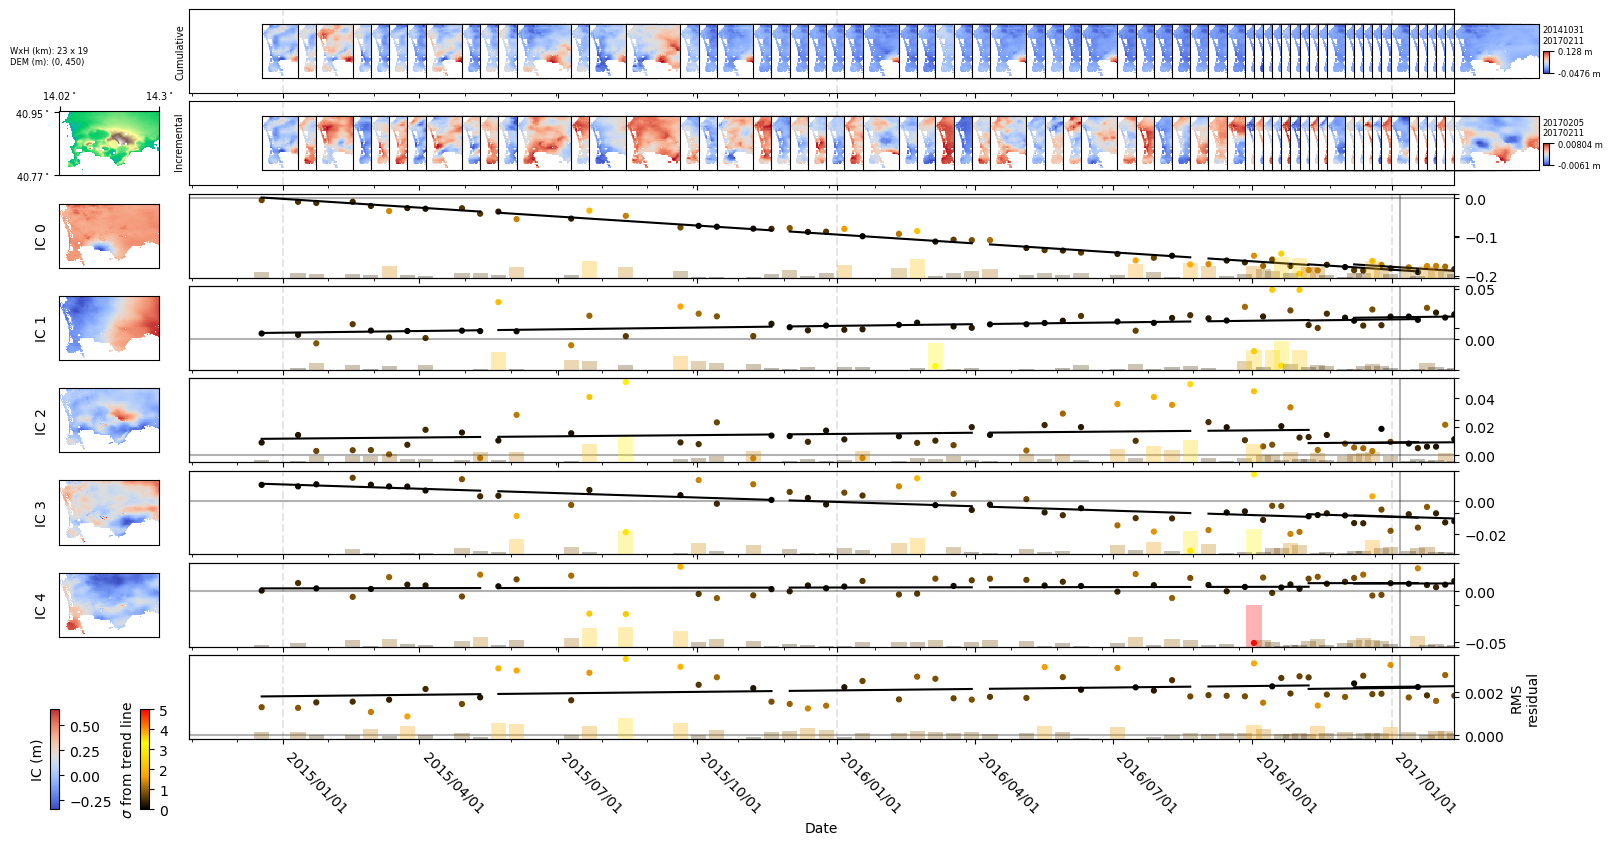 WxH (km): 23 x 19
DEM (m): (0, 450)
Cumulative
20141031
20170211
0.128 m
-0.0476 m
14.02° 14.3°
40.95°
40.77°
Incremental
20170205
20170211
0.00804 m
-0.0061 m
IC 0
0.0
−0.1
−0.2
IC 1
0.05
0.00
IC 2
0.04
0.02
0.00
IC 3
0.00
−0.02
IC 4
0.00
−0.05
0.002
0.000
RMS
residual
IC (m)
0.50
0.25
0.00
−0.25
σ from trend line
5
4
3
2
1
0
2015/01/01
2015/04/01
2015/07/01
2015/10/01
2016/01/01
2016/04/01
2016/07/01
2016/10/01
2017/01/01
Date